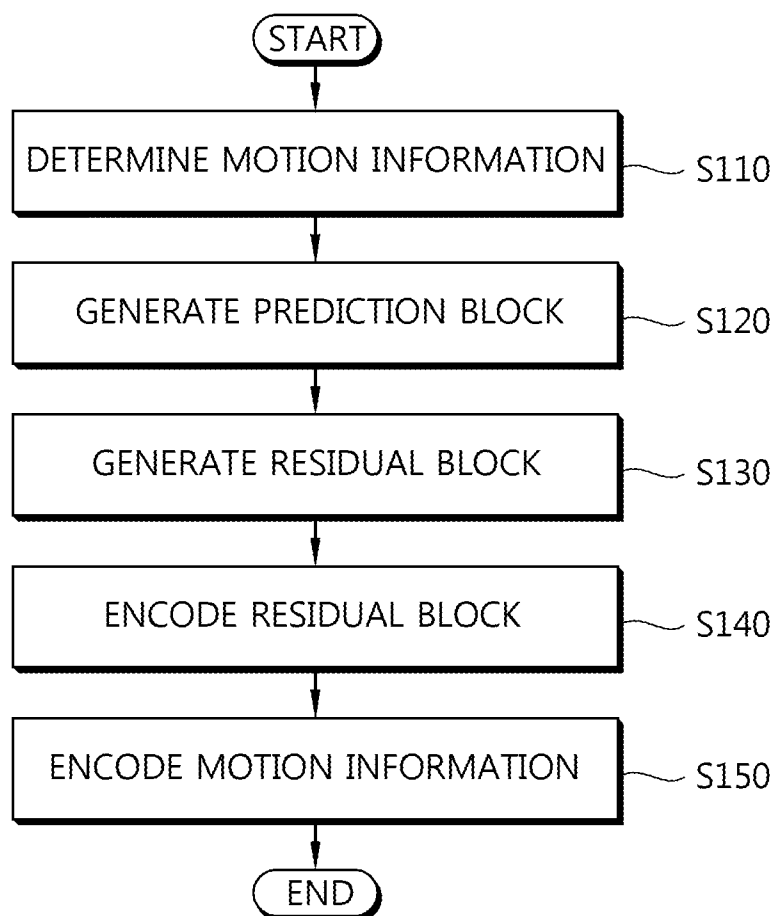 START
DETERMINE MOTION INFORMATION
S110
GENERATE PREDICTION BLOCK
S120
GENERATE RESIDUAL BLOCK
S130
ENCODE RESIDUAL BLOCK
S140
ENCODE MOTION INFORMATION
S150
END